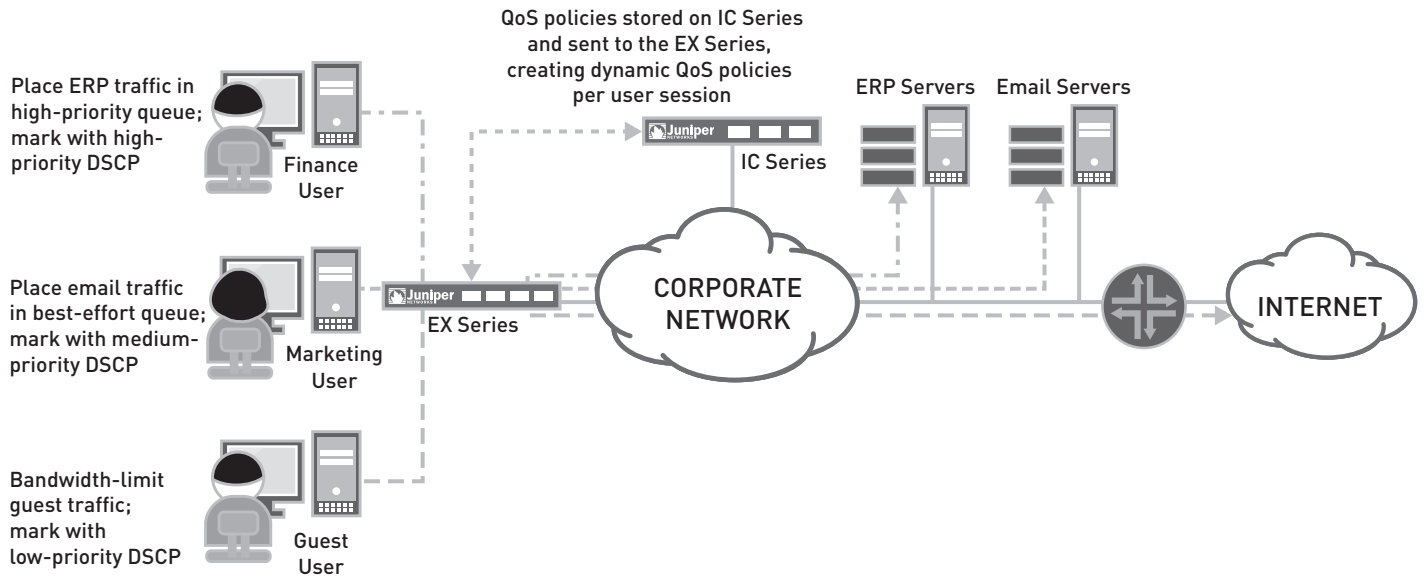 QoS policies stored on IC Series
and sent to the EX Series,
creating dynamic QoS policies
per user session
Place ERP traffic in
high-priority queue;
mark with high-
priority DSCP
Finance
User
Juniper
NETWORKS
IC Series
ERP Servers
Email Servers
Place email traffic
in best-effort queue;
mark with medium-
priority DSCP
Marketing
User
Juniper
NETWORKS
EX Series
CORPORATE
NETWORK
INTERNET
Bandwidth-limit
guest traffic;
mark with
low-priority DSCP
Guest
User